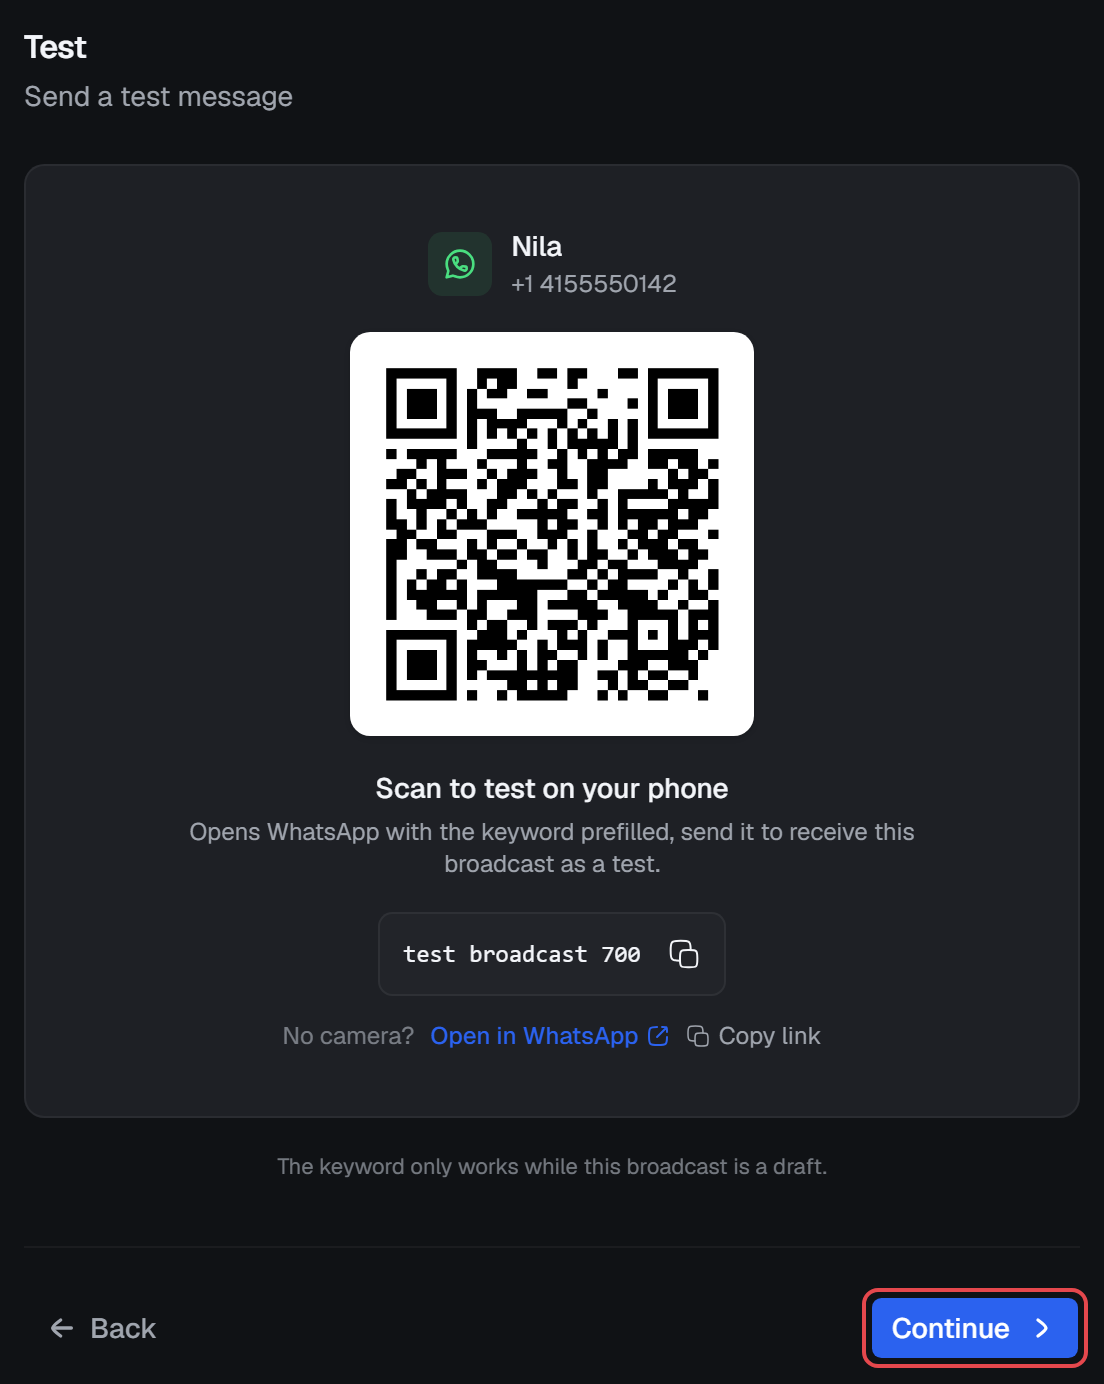 Test
Send a test message
Nila
+1 4155550142
Scan to test on your phone
Opens WhatsApp with the keyword prefilled, send it to receive this
broadcast as a test.
test broadcast 700
No camera? Open in WhatsApp Copy link
The keyword only works while this broadcast is a draft.
Back
Continue